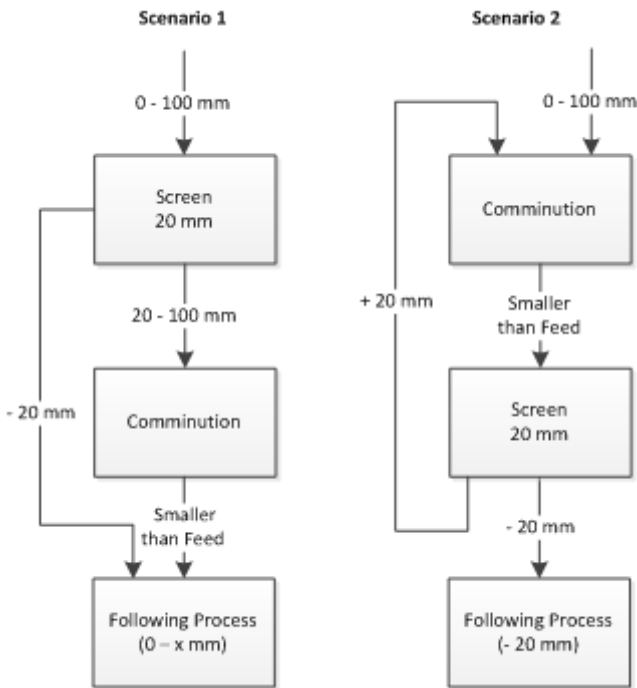 Scenario 1
0 - 100 mm
Screen
20 mm
20 - 100 mm
- 20 mm
Comminution
Smaller
than Feed
Following Process
(0 – x mm)
Scenario 2
0 - 100 mm
Comminution
+ 20 mm
Smaller
than Feed
Screen
20 mm
- 20 mm
Following Process
(- 20 mm)